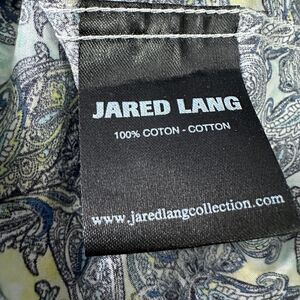 JARED LANG
100% COTON - COTTON
www.jaredlangcollection.com